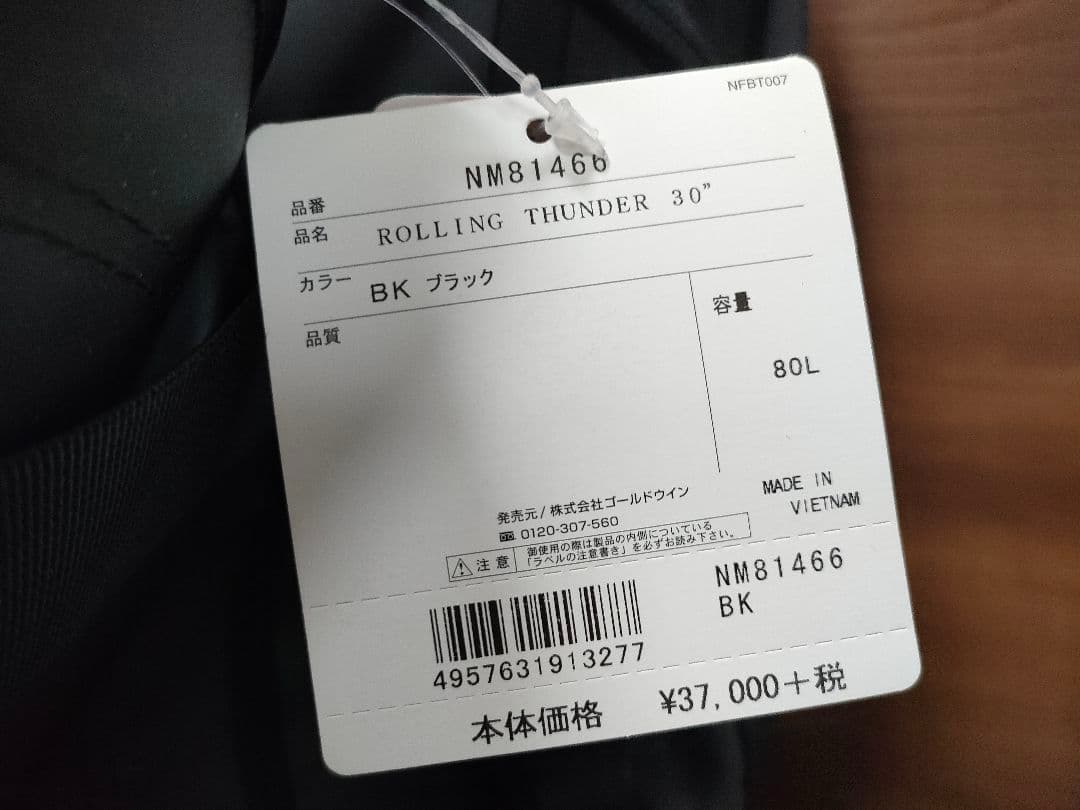 NFBT007
品番 NM81466
品名 ROLLING THUNDER 30”
カラー BK ブラック
品質
容量
80L
MADE IN
VIETNAM
発売元/株式会社ゴールドウイン
0120-307-560
注意
御使用の際は製品の内側についている
「ラベルの注意書き」を必ずお読み下さい。
NM81466
BK
4957631913277
本体価格 ¥37,000+税